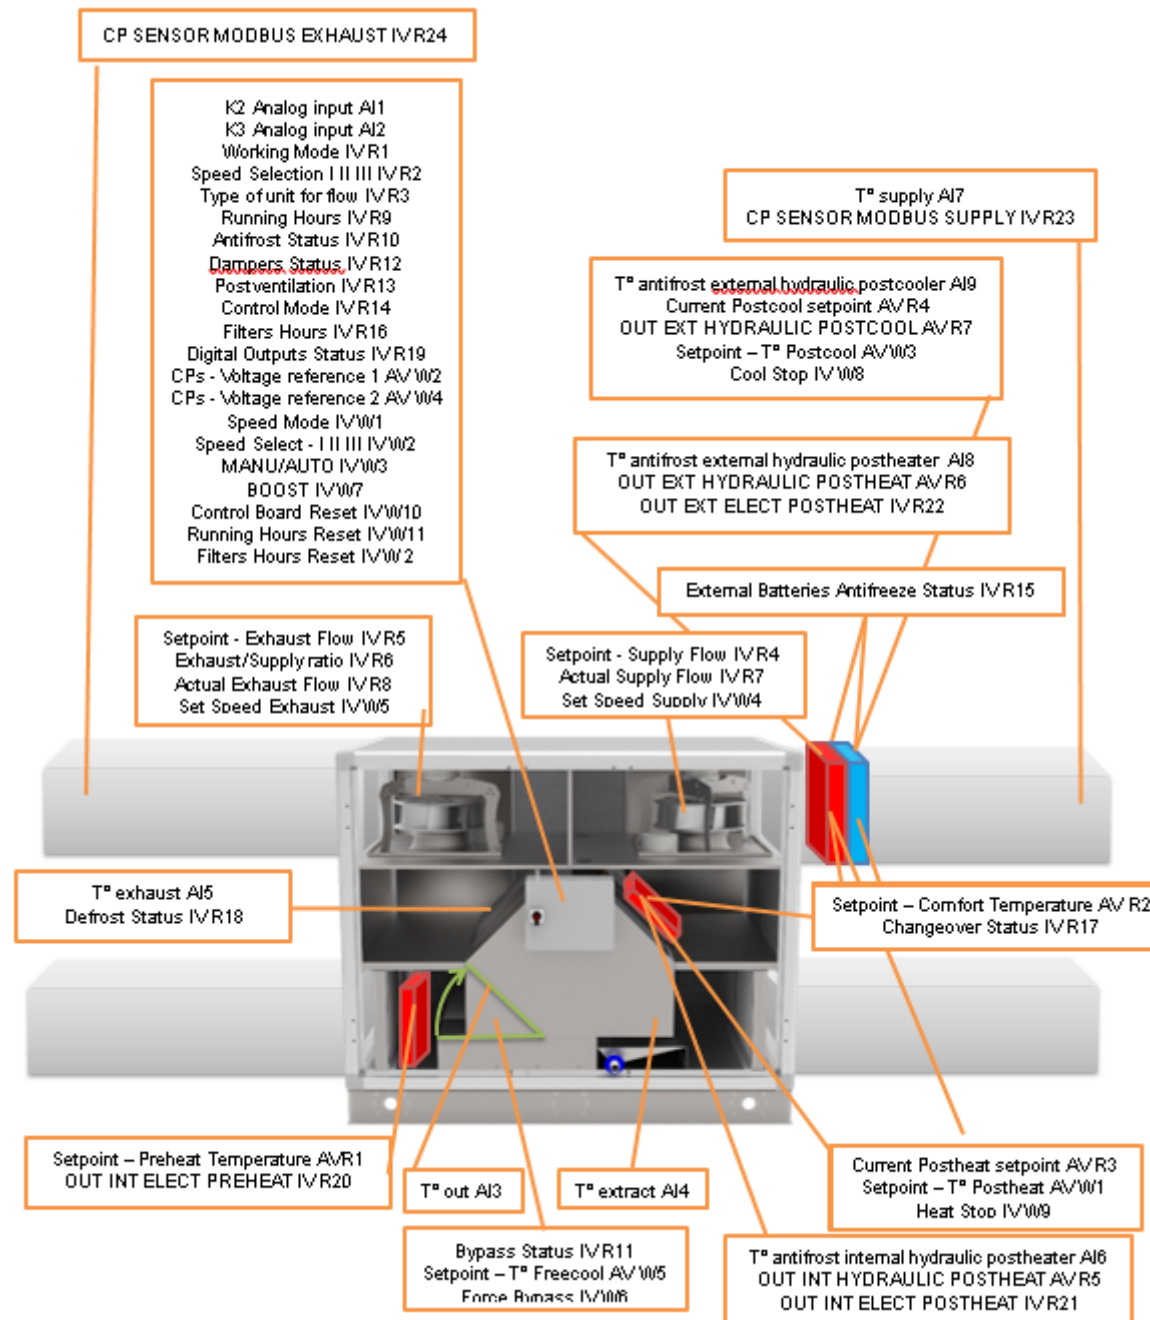 CP SENSOR MODBUS EXHAUST IVR24
K2 Analog input AI1
K3 Analog input AI2
Working Mode IVR1
Speed Selection I II III IVR2
Type of unit for flow IVR3
Running Hours IVR9
Antifrost Status IVR10
Dampers Status IVR12
Postventilation IVR13
Control Mode IVR14
Filters Hours IVR16
Digital Outputs Status IVR19
CPs - Voltage reference 1 AVW2
CPs - Voltage reference 2 AVW4
Speed Mode IVW1
Speed Select - I II III IVW2
MANU/AUTO IVW3
BOOST IVW7
Control Board Reset IVW10
Running Hours Reset IVW11
Filters Hours Reset IVW2
T° supply AI7
CP SENSOR MODBUS SUPPLY IVR23
T° antifrost external hydraulic postcooler AI9
Current Postcool setpoint AVR4
OUT EXT HYDRAULIC POSTCOOL AVR7
Setpoint – T° Postcool AVW3
Cool Stop IVW8
T° antifrost external hydraulic postheater AI8
OUT EXT HYDRAULIC POSTHEAT AVR6
OUT EXT ELECT POSTHEAT IVR22
External Batteries Antifreeze Status IVR15
Setpoint - Exhaust Flow IVR5
Exhaust/Supply ratio IVR6
Actual Exhaust Flow IVR8
Set Speed Exhaust IVW5
Setpoint - Supply Flow IVR4
Actual Supply Flow IVR7
Set Speed Supply IVW4
T° exhaust AI5
Defrost Status IVR18
Setpoint – Comfort Temperature AVR2
Changeover Status IVR17
Setpoint – Preheat Temperature AVR1
OUT INT ELECT PREHEAT IVR20
T° out AI3
T° extract AI4
Current Postheat setpoint AVR3
Setpoint – T° Postheat AVW1
Heat Stop IVW9
Bypass Status IVR11
Setpoint – T° Freecool AVW5
Force Bypass IVW6
T° antifrost internal hydraulic postheater AI6
OUT INT HYDRAULIC POSTHEAT AVR5
OUT INT ELECT POSTHEAT IVR21